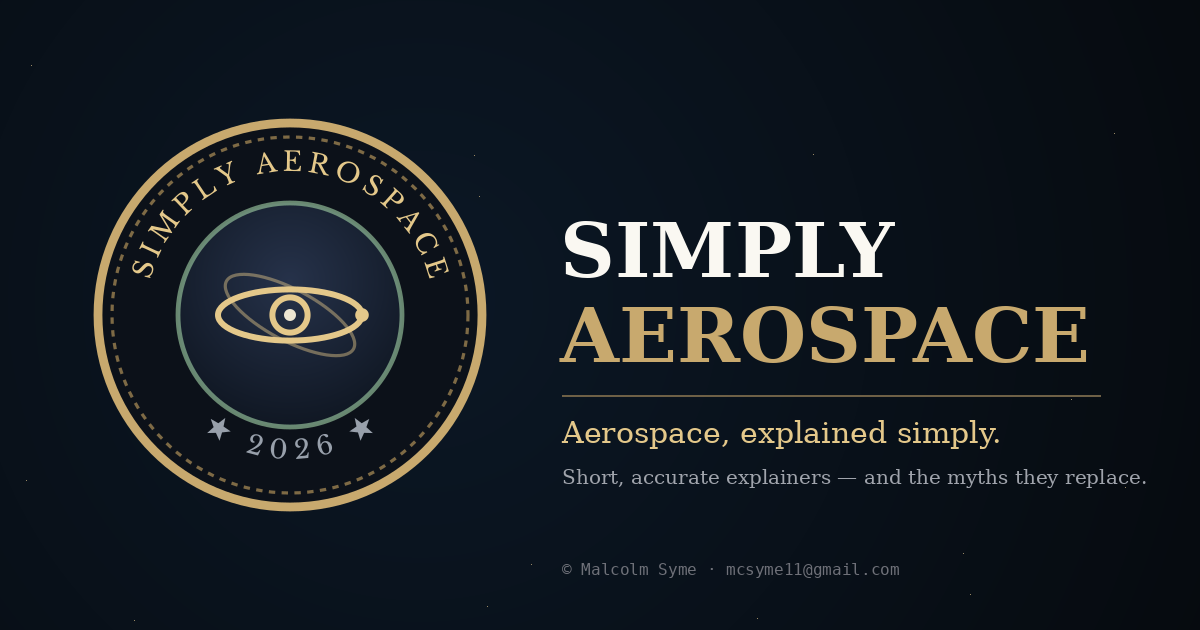 SIMPLY AEROSPACE
★ 2026 ★
SIMPLY
AEROSPACE
Aerospace, explained simply.
Short, accurate explainers — and the myths they replace.
© Malcolm Syme · mcsyme11@gmail.com